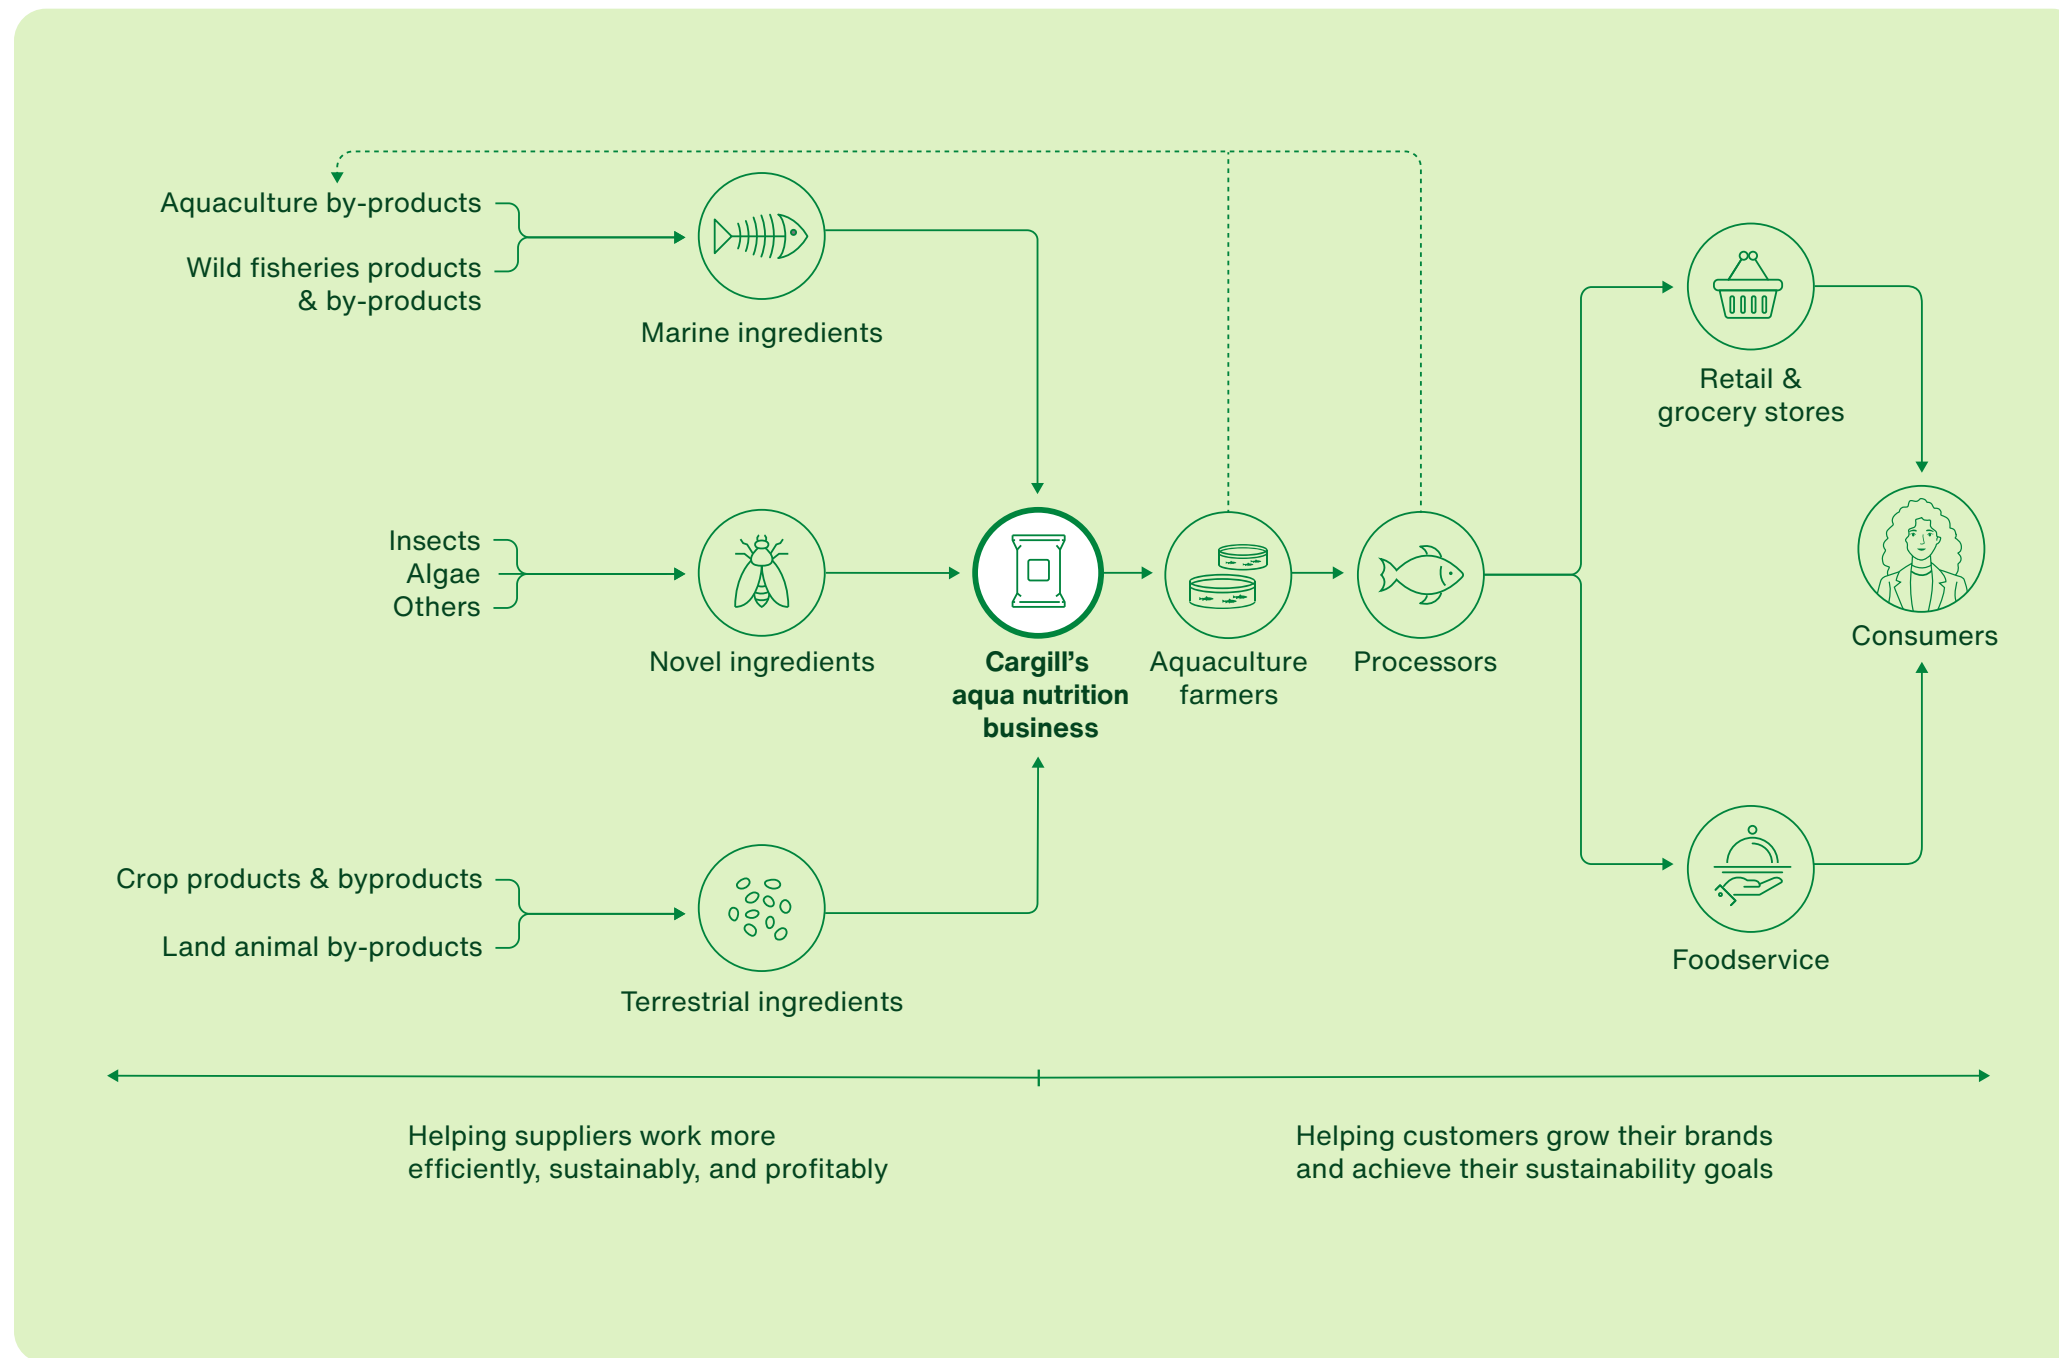 Aquaculture by-products
Wild fisheries products
& by-products
Marine ingredients
Insects
Algae
Others
Novel ingredients
Crop products & byproducts
Land animal by-products
Terrestrial ingredients
Cargill’s
aqua nutrition
business
Aquaculture
farmers
Processors
Retail &
grocery stores
Consumers
Foodservice
Helping suppliers work more
efficiently, sustainably, and profitably
Helping customers grow their brands
and achieve their sustainability goals